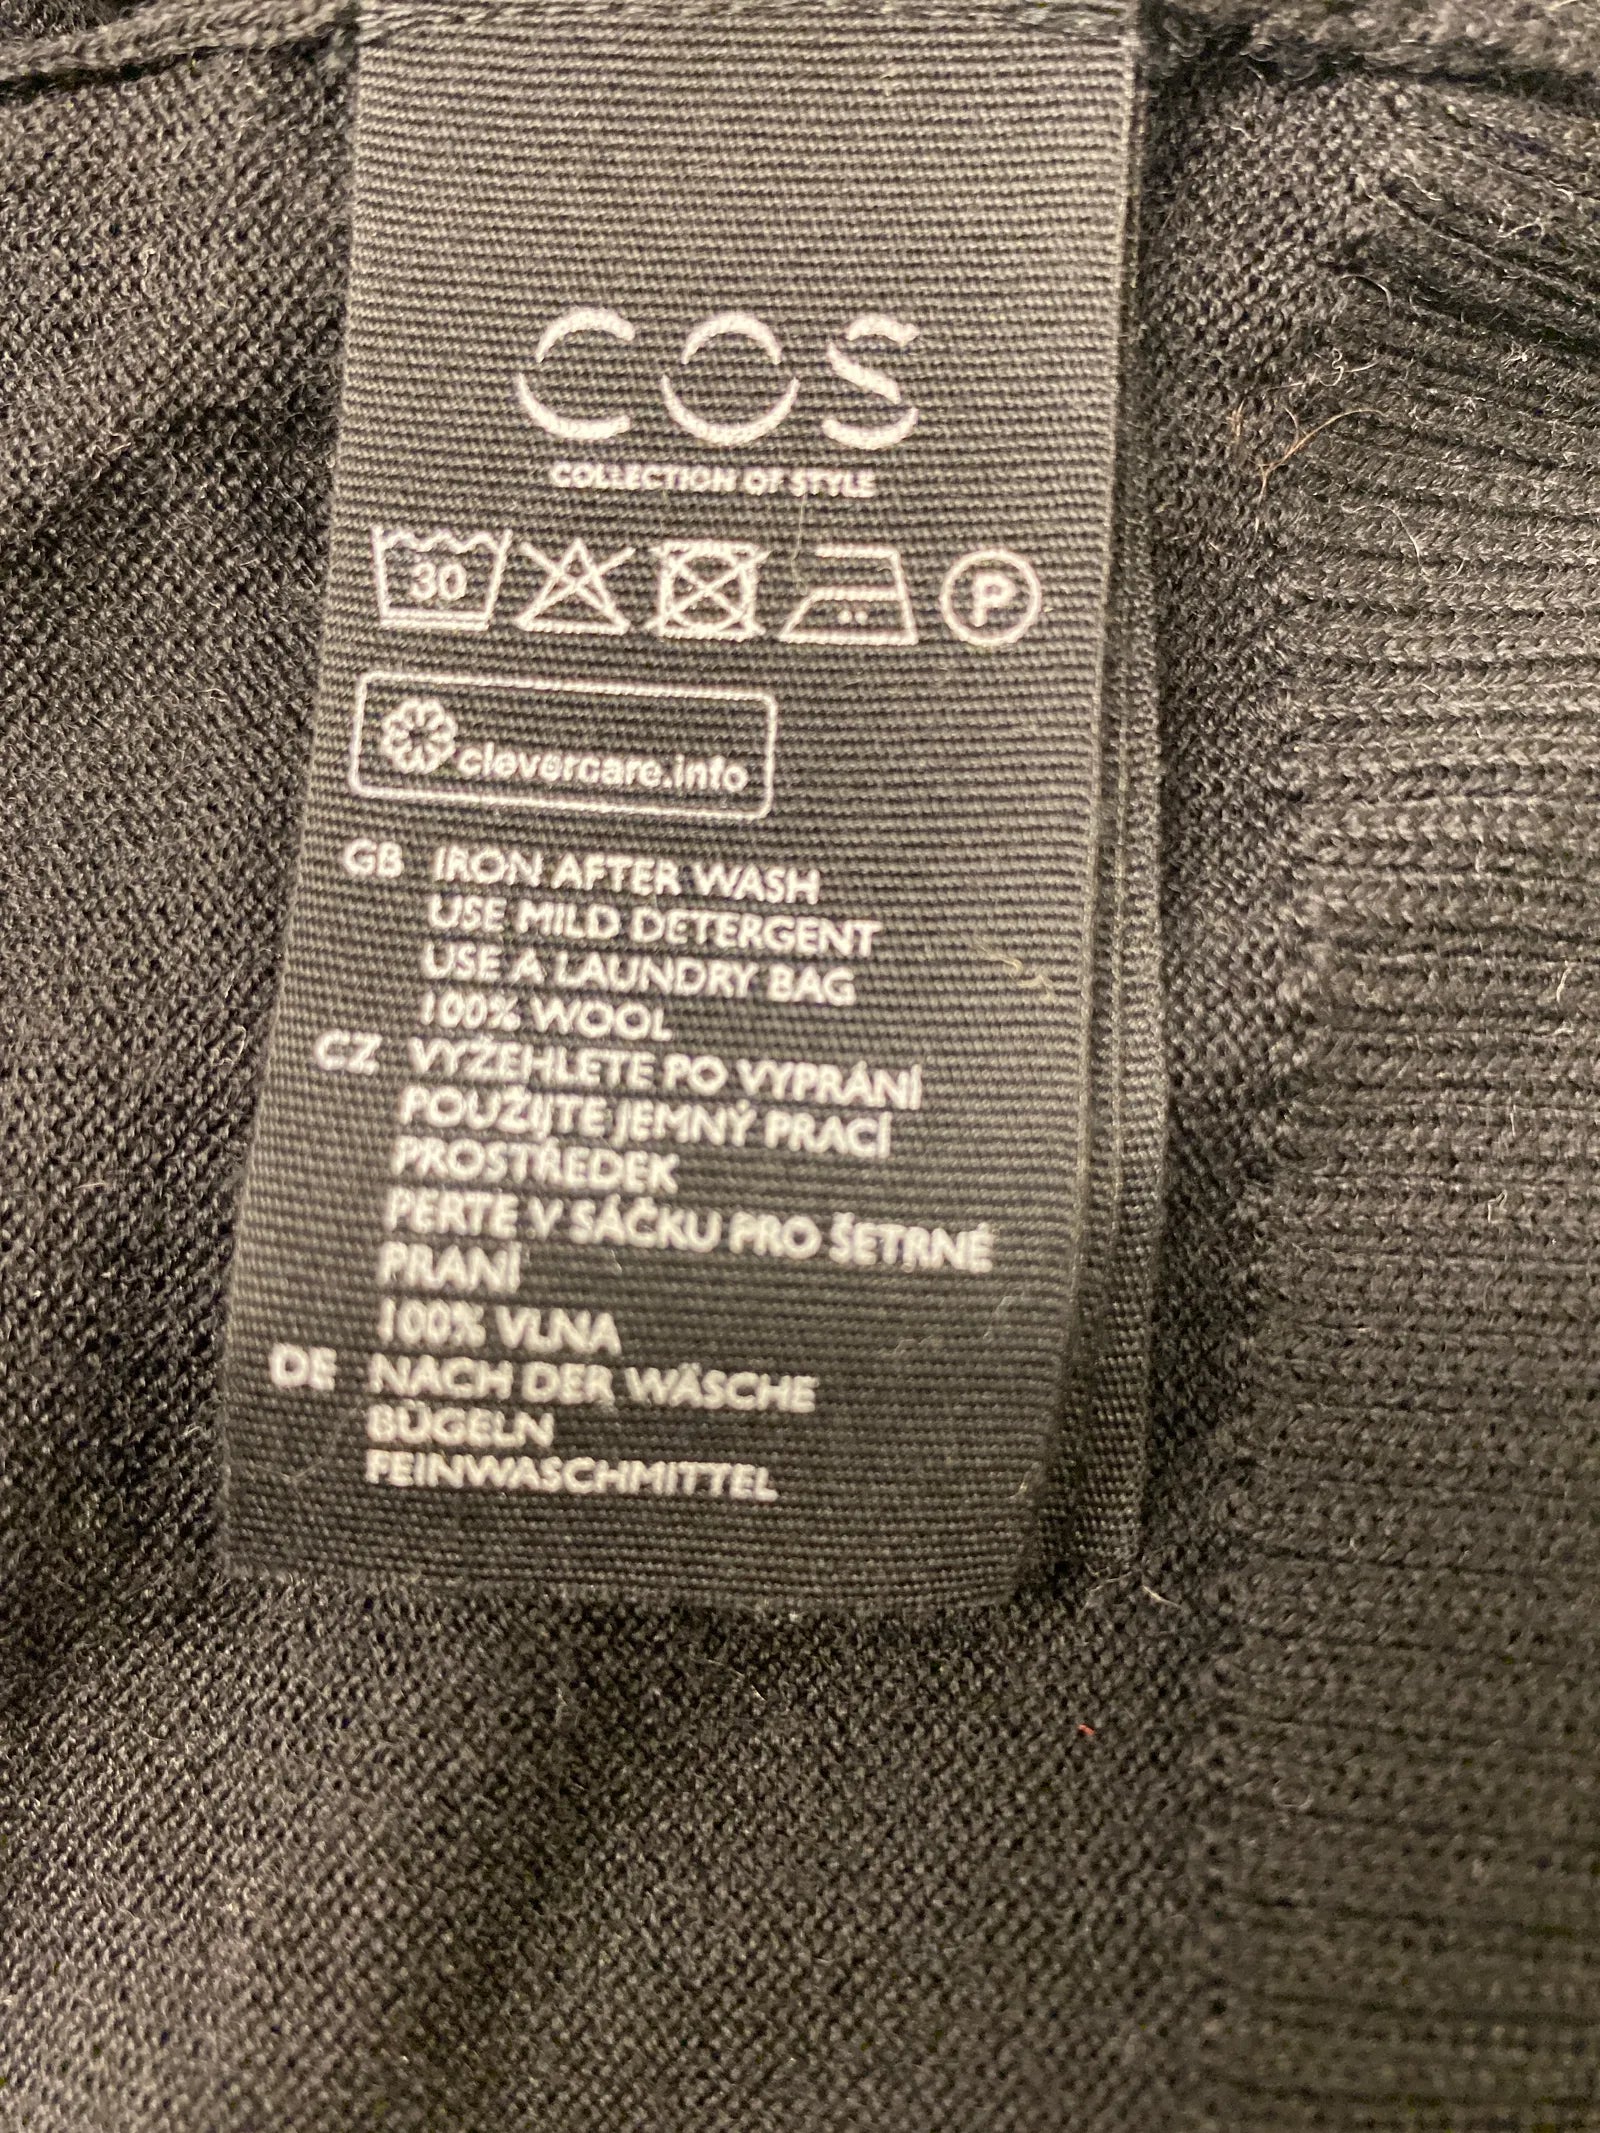 COS
COLLECTION OF STYLE
30 P
clevercare.info
GB IRON AFTER WASH
USE MILD DETERGENT
USE A LAUNDRY BAG
100% WOOL
CZ VYŽEHLETE PO VYPRÁNÍ
POUŽIJTE JEMNÝ PRACÍ
PROSTŘEDEK
PERTE V SÁČKU PRO ŠETRNÉ
PRANÍ
100% VLNA
DE NACH DER WÄSCHE
BÜGELN
FEINWASCHMITTEL